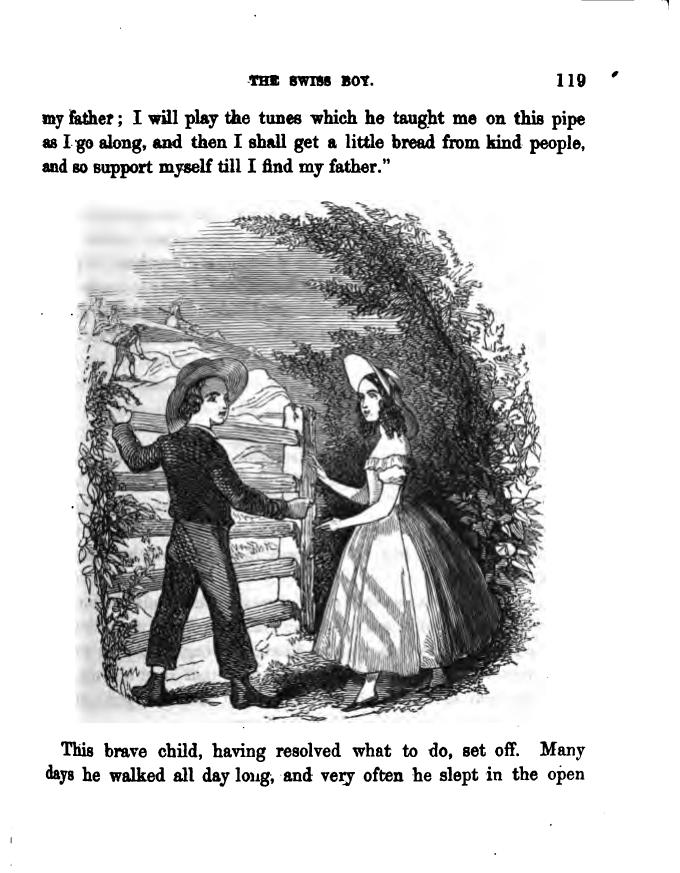 THE SWISS BOY. 119
my father; I will play the tunes which he taught me on this pipe
as I go along, and then I shall get a little bread from kind people,
and so support myself till I find my father."
This brave child, having resolved what to do, set off. Many
days he walked all day long, and very often he slept in the open